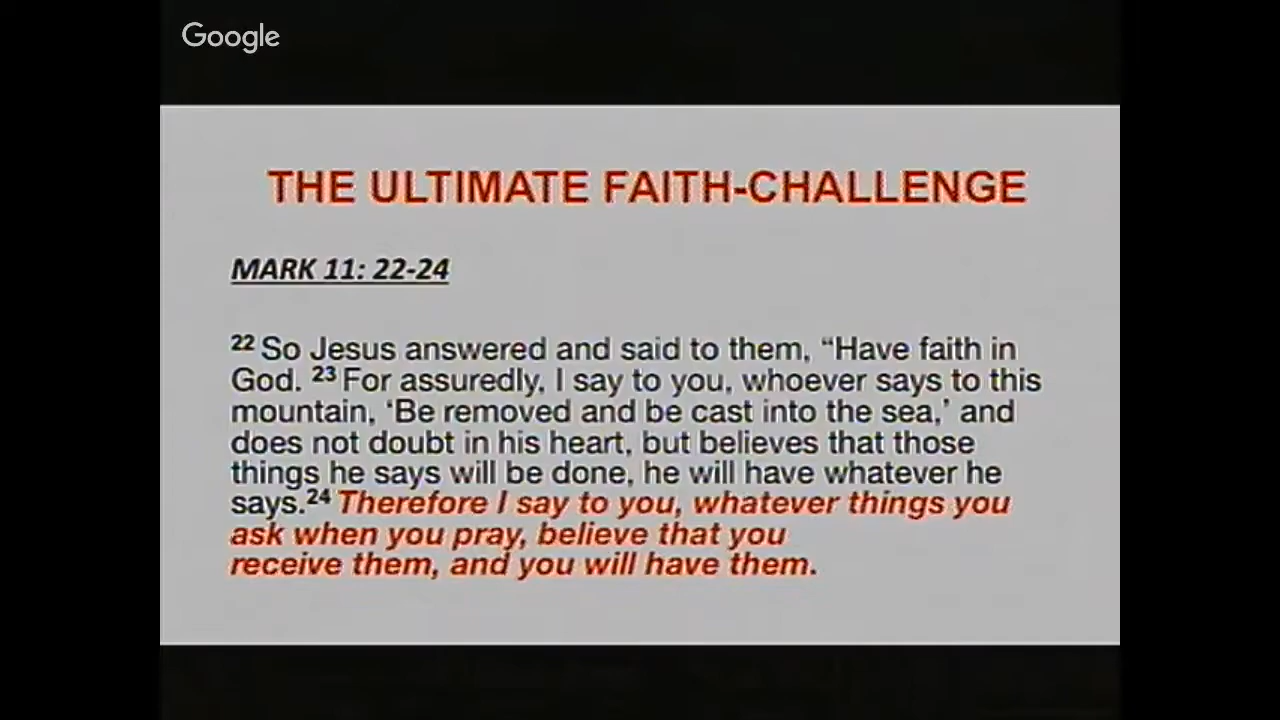 Google
THE ULTIMATE FAITH-CHALLENGE
MARK 11: 22-24
22 So Jesus answered and said to them, “Have faith in
God. 23 For assuredly, I say to you, whoever says to this
mountain, ‘Be removed and be cast into the sea,’ and
does not doubt in his heart, but believes that those
things he says will be done, he will have whatever he
says.24 Therefore I say to you, whatever things you
ask when you pray, believe that you
receive them, and you will have them.